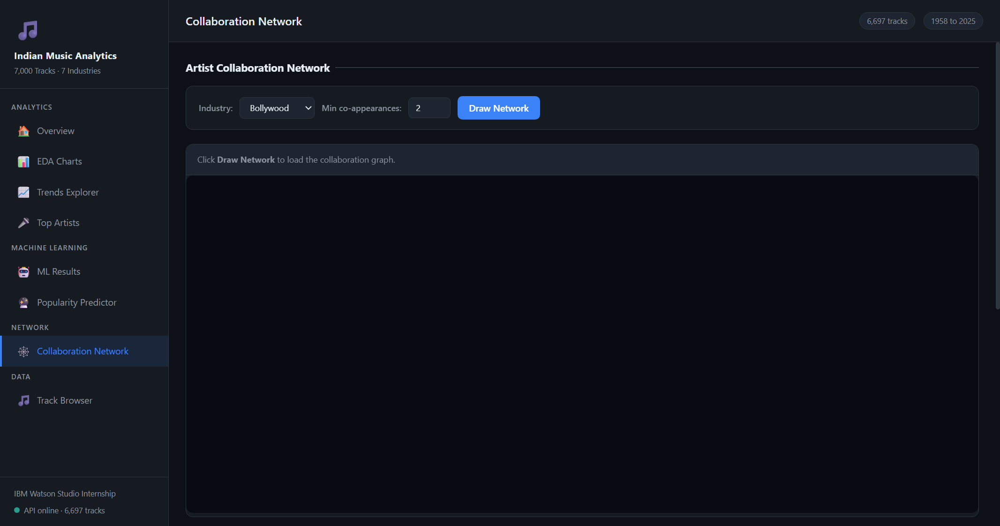 Indian Music Analytics
7,000 Tracks · 7 Industries
ANALYTICS
Overview
EDA Charts
Trends Explorer
Top Artists
MACHINE LEARNING
ML Results
Popularity Predictor
NETWORK
Collaboration Network
DATA
Track Browser
IBM Watson Studio Internship
API online · 6,697 tracks
Collaboration Network
6,697 tracks
1958 to 2025
Artist Collaboration Network
Industry: Bollywood Min co-appearances: 2 Draw Network
Click Draw Network to load the collaboration graph.